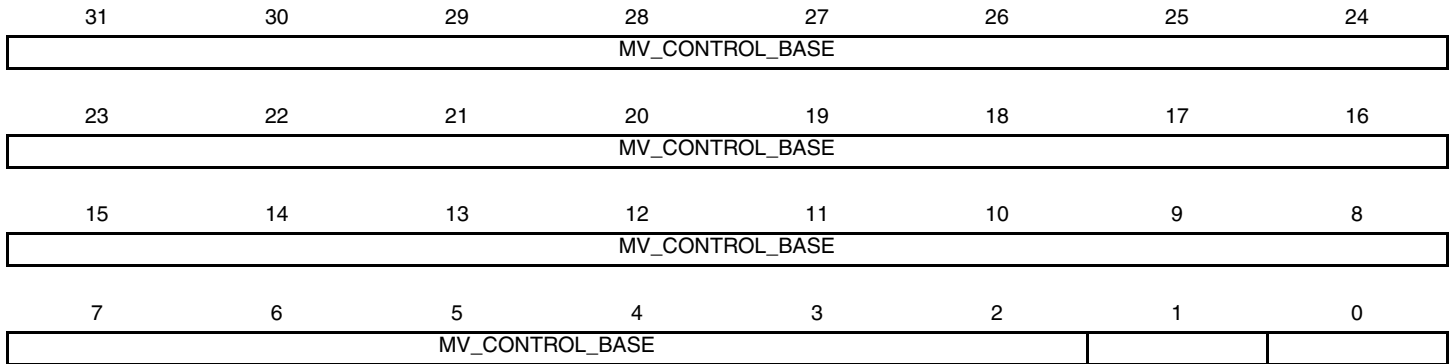 31 30 29 28 27 26 25 24
MV_CONTROL_BASE
23 22 21 20 19 18 17 16
MV_CONTROL_BASE
15 14 13 12 11 10 9 8
MV_CONTROL_BASE
7 6 5 4 3 2 1 0
MV_CONTROL_BASE